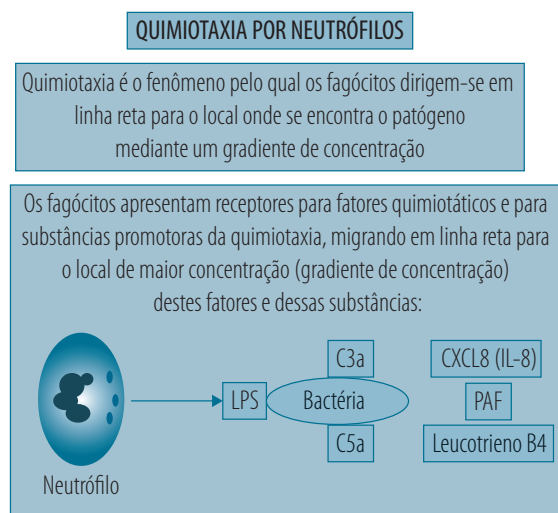 QUIMIOTAXIA POR NEUTRÓFILOS
Quimiotaxia é o fenômeno pelo qual os fagócitos dirigem-se em
linha reta para o local onde se encontra o patógeno
mediante um gradiente de concentração
Os fagócitos apresentam receptores para fatores quimiotáticos e para
substâncias promotoras da quimiotaxia, migrando em linha reta para
o local de maior concentração (gradiente de concentração)
destes fatores e dessas substâncias:
C3a
CXCL8 (IL-8)
LPS
Bactéria
PAF
C5a
Leucotrieno B4
Neutrófilo